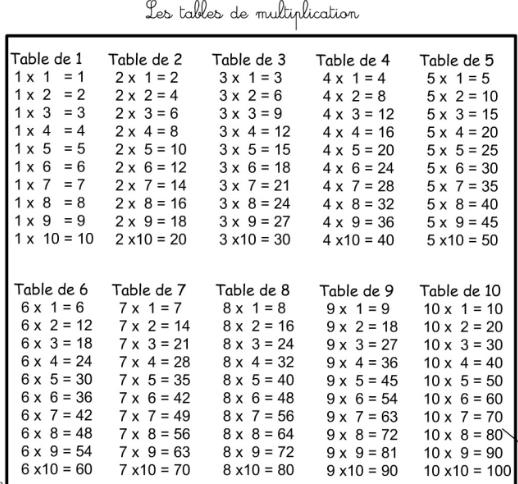 Les tables de multiplication
Table de 1
1 x 1 = 1
1 x 2 = 2
1 x 3 = 3
1 x 4 = 4
1 x 5 = 5
1 x 6 = 6
1 x 7 = 7
1 x 8 = 8
1 x 9 = 9
1 x 10 = 10
Table de 2
2 x 1 = 2
2 x 2 = 4
2 x 3 = 6
2 x 4 = 8
2 x 5 = 10
2 x 6 = 12
2 x 7 = 14
2 x 8 = 16
2 x 9 = 18
2 x10 = 20
Table de 3
3 x 1 = 3
3 x 2 = 6
3 x 3 = 9
3 x 4 = 12
3 x 5 = 15
3 x 6 = 18
3 x 7 = 21
3 x 8 = 24
3 x 9 = 27
3 x10 = 30
Table de 4
4 x 1 = 4
4 x 2 = 8
4 x 3 = 12
4 x 4 = 16
4 x 5 = 20
4 x 6 = 24
4 x 7 = 28
4 x 8 = 32
4 x 9 = 36
4 x10 = 40
Table de 5
5 x 1 = 5
5 x 2 = 10
5 x 3 = 15
5 x 4 = 20
5 x 5 = 25
5 x 6 = 30
5 x 7 = 35
5 x 8 = 40
5 x 9 = 45
5 x10 = 50
Table de 6
6 x 1 = 6
6 x 2 = 12
6 x 3 = 18
6 x 4 = 24
6 x 5 = 30
6 x 6 = 36
6 x 7 = 42
6 x 8 = 48
6 x 9 = 54
6 x10 = 60
Table de 7
7 x 1 = 7
7 x 2 = 14
7 x 3 = 21
7 x 4 = 28
7 x 5 = 35
7 x 6 = 42
7 x 7 = 49
7 x 8 = 56
7 x 9 = 63
7 x10 = 70
Table de 8
8 x 1 = 8
8 x 2 = 16
8 x 3 = 24
8 x 4 = 32
8 x 5 = 40
8 x 6 = 48
8 x 7 = 56
8 x 8 = 64
8 x 9 = 72
8 x10 = 80
Table de 9
9 x 1 = 9
9 x 2 = 18
9 x 3 = 27
9 x 4 = 36
9 x 5 = 45
9 x 6 = 54
9 x 7 = 63
9 x 8 = 72
9 x 9 = 81
9 x10 = 90
Table de 10
10 x 1 = 10
10 x 2 = 20
10 x 3 = 30
10 x 4 = 40
10 x 5 = 50
10 x 6 = 60
10 x 7 = 70
10 x 8 = 80
10 x 9 = 90
10 x10 = 100